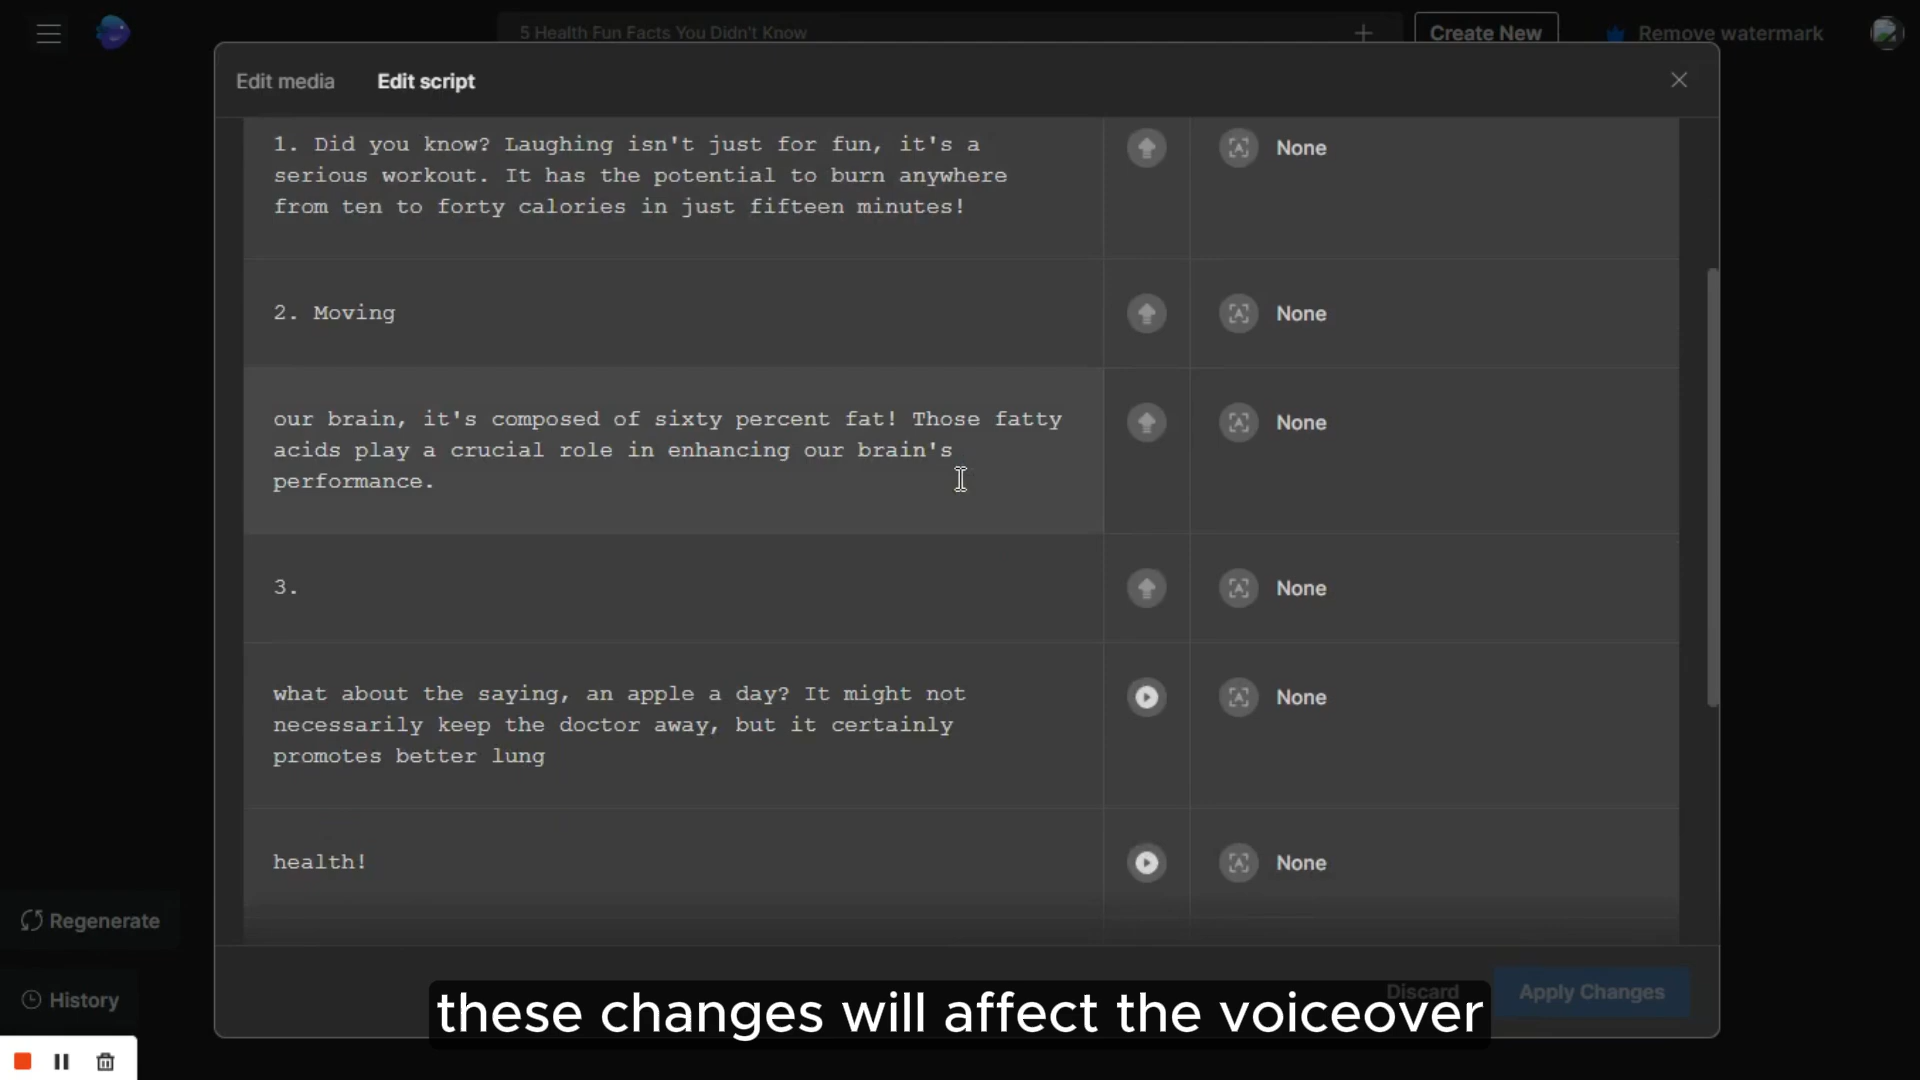 5 Health Fun Facts You Didn't Know
Create New
Remove watermark
Edit media
Edit script
1. Did you know? Laughing isn't just for fun, it's a
serious workout. It has the potential to burn anywhere
from ten to forty calories in just fifteen minutes!
None
2. Moving
None
our brain, it's composed of sixty percent fat! Those fatty
acids play a crucial role in enhancing our brain's
performance.
None
3.
None
what about the saying, an apple a day? It might not
necessarily keep the doctor away, but it certainly
promotes better lung
None
health!
None
Regenerate
History
Discard
Apply Changes
these changes will affect the voiceover